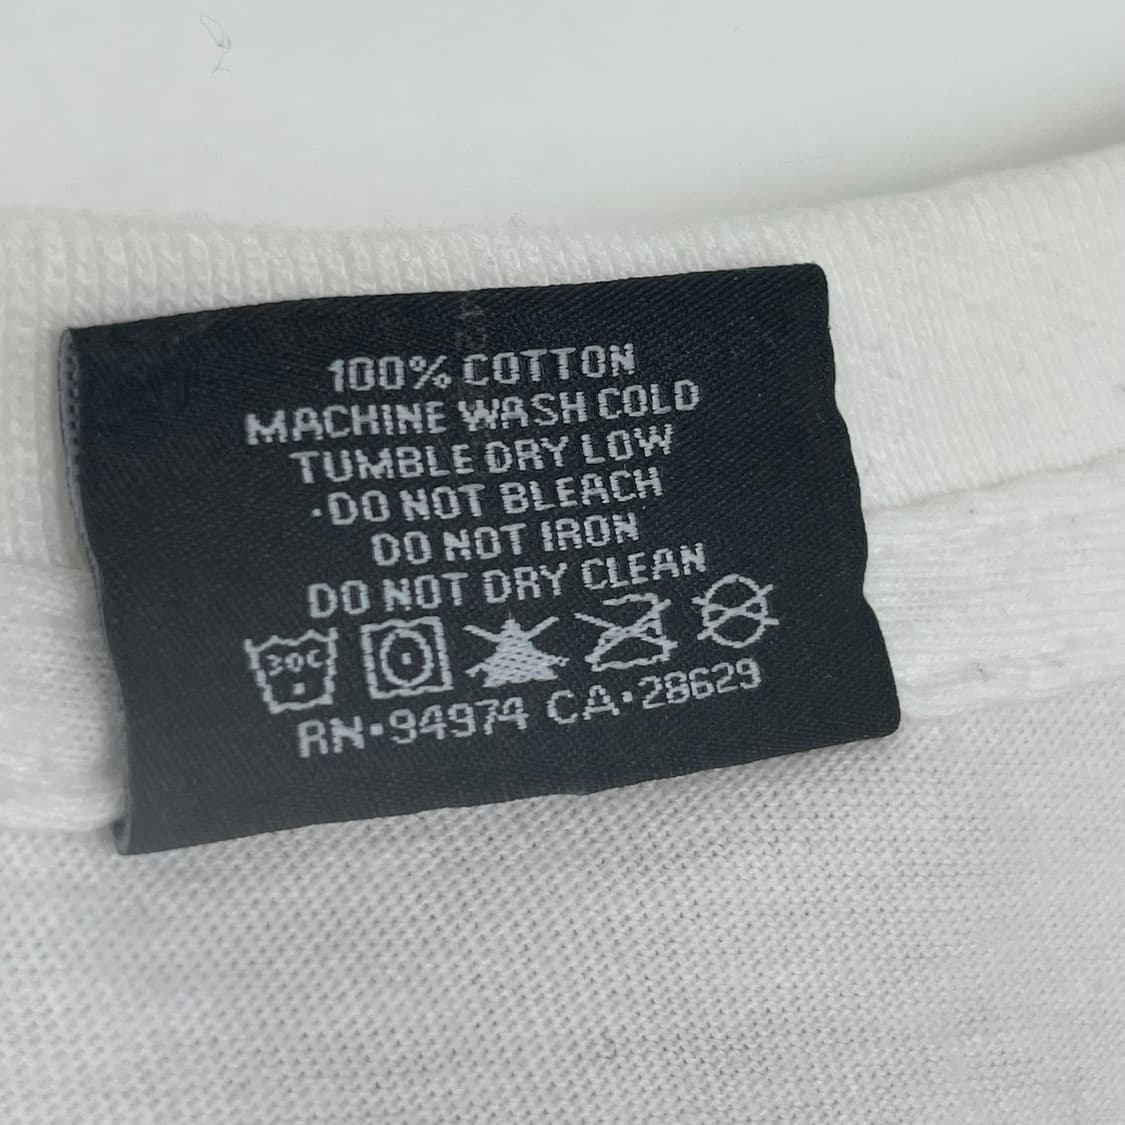 100% COTTON
MACHINE WASH COLD
TUMBLE DRY LOW
·DO NOT BLEACH
DO NOT IRON
DO NOT DRY CLEAN
30C
RN·94974 CA·28629